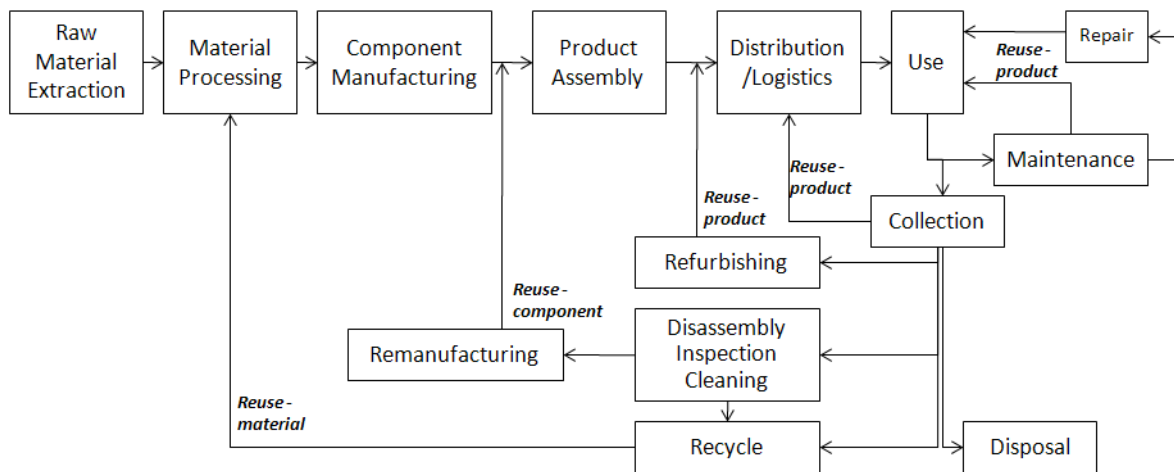 Raw
Material
Extraction
Material
Processing
Component
Manufacturing
Product
Assembly
Distribution
/Logistics
Use
Repair
Reuse -
product
Maintenance
Reuse -
product
Collection
Reuse -
product
Refurbishing
Reuse -
component
Disassembly
Inspection
Cleaning
Remanufacturing
Reuse -
material
Recycle
Disposal